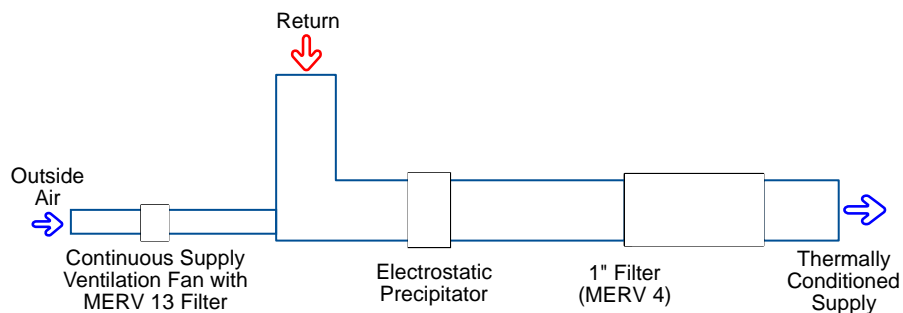 Return
Outside
Air
Continuous Supply
Ventilation Fan with
MERV 13 Filter
Electrostatic
Precipitator
1" Filter
(MERV 4)
Thermally
Conditioned
Supply